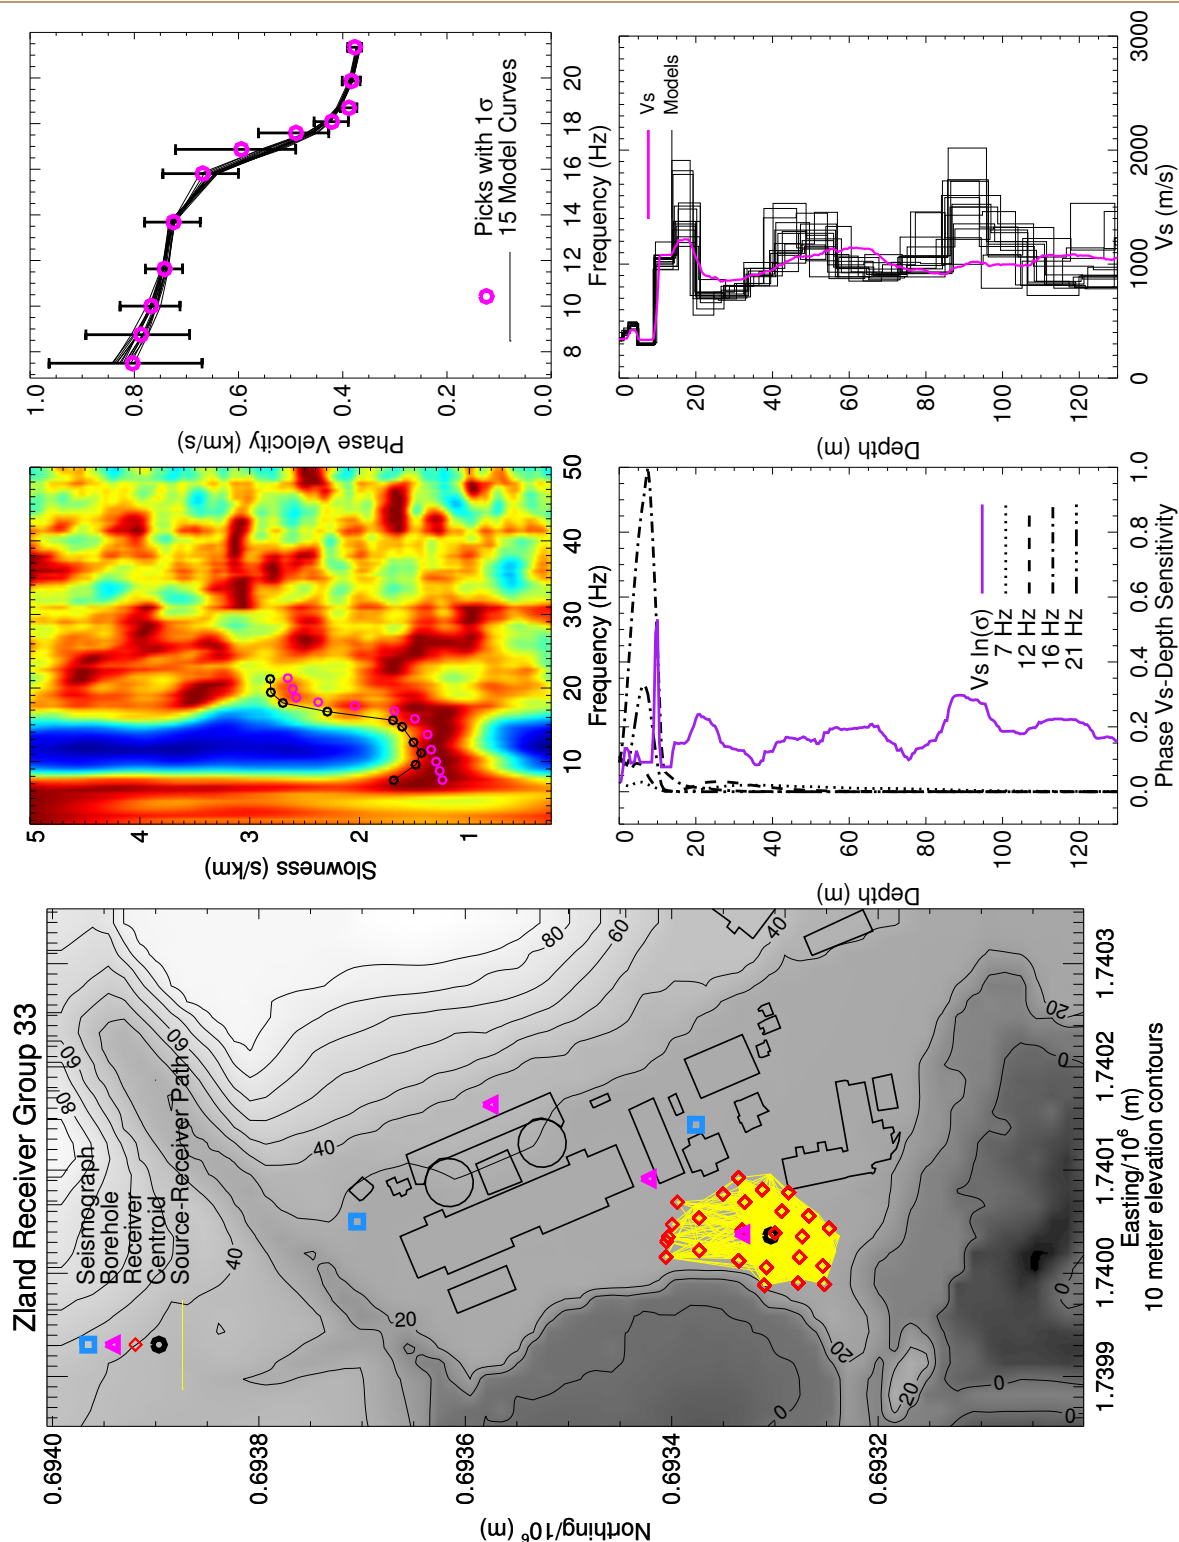 Zland Receiver Group 33
Seismograph
Borehole
Receiver
Centroid
Source-Receiver Path
80
60
60
40
40
20
80
60
40
20
20
20
0
0
0
0
0.6940
0.6938
0.6936
0.6934
0.6932
Northing/10⁶ (m)
1.7399
1.7400
1.7401
1.7402
1.7403
Easting/10⁶ (m)
10 meter elevation contours
5
4
3
2
1
Slowness (s/km)
10
20
30
40
50
Frequency (Hz)
1.0
0.8
0.6
0.4
0.2
0.0
Phase Velocity (km/s)
8
10
12
14
16
18
20
Frequency (Hz)
Picks with 1σ
15 Model Curves
0
20
40
60
80
100
120
Depth (m)
0.0
0.2
0.4
0.6
0.8
1.0
Phase Vs-Depth Sensitivity
Vs ln(σ)
7 Hz
12 Hz
16 Hz
21 Hz
0
20
40
60
80
100
120
Depth (m)
0
1000
2000
3000
Vs (m/s)
Vs
Models